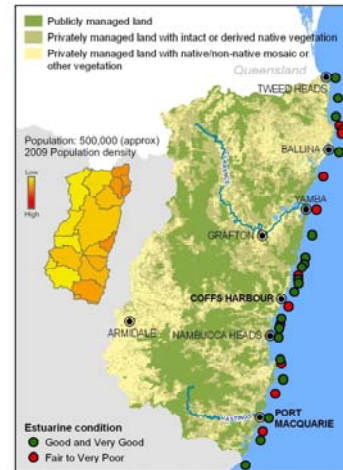 Publicly managed land
Privately managed land with intact or derived native vegetation
Privately managed land with native/non-native mosaic or
other vegetation
Queensland
TWEED HEADS
Population: 500,000 (approx)
2009 Population density
Low
High
BALLINA
CLARENCE
YAMBA
GRAFTON
COFFS HARBOUR
ARMIDALE
NAMBUCCA HEADS
HASTINGS
PORT
MACQUARIE
Estuarine condition
Good and Very Good
Fair to Very Poor